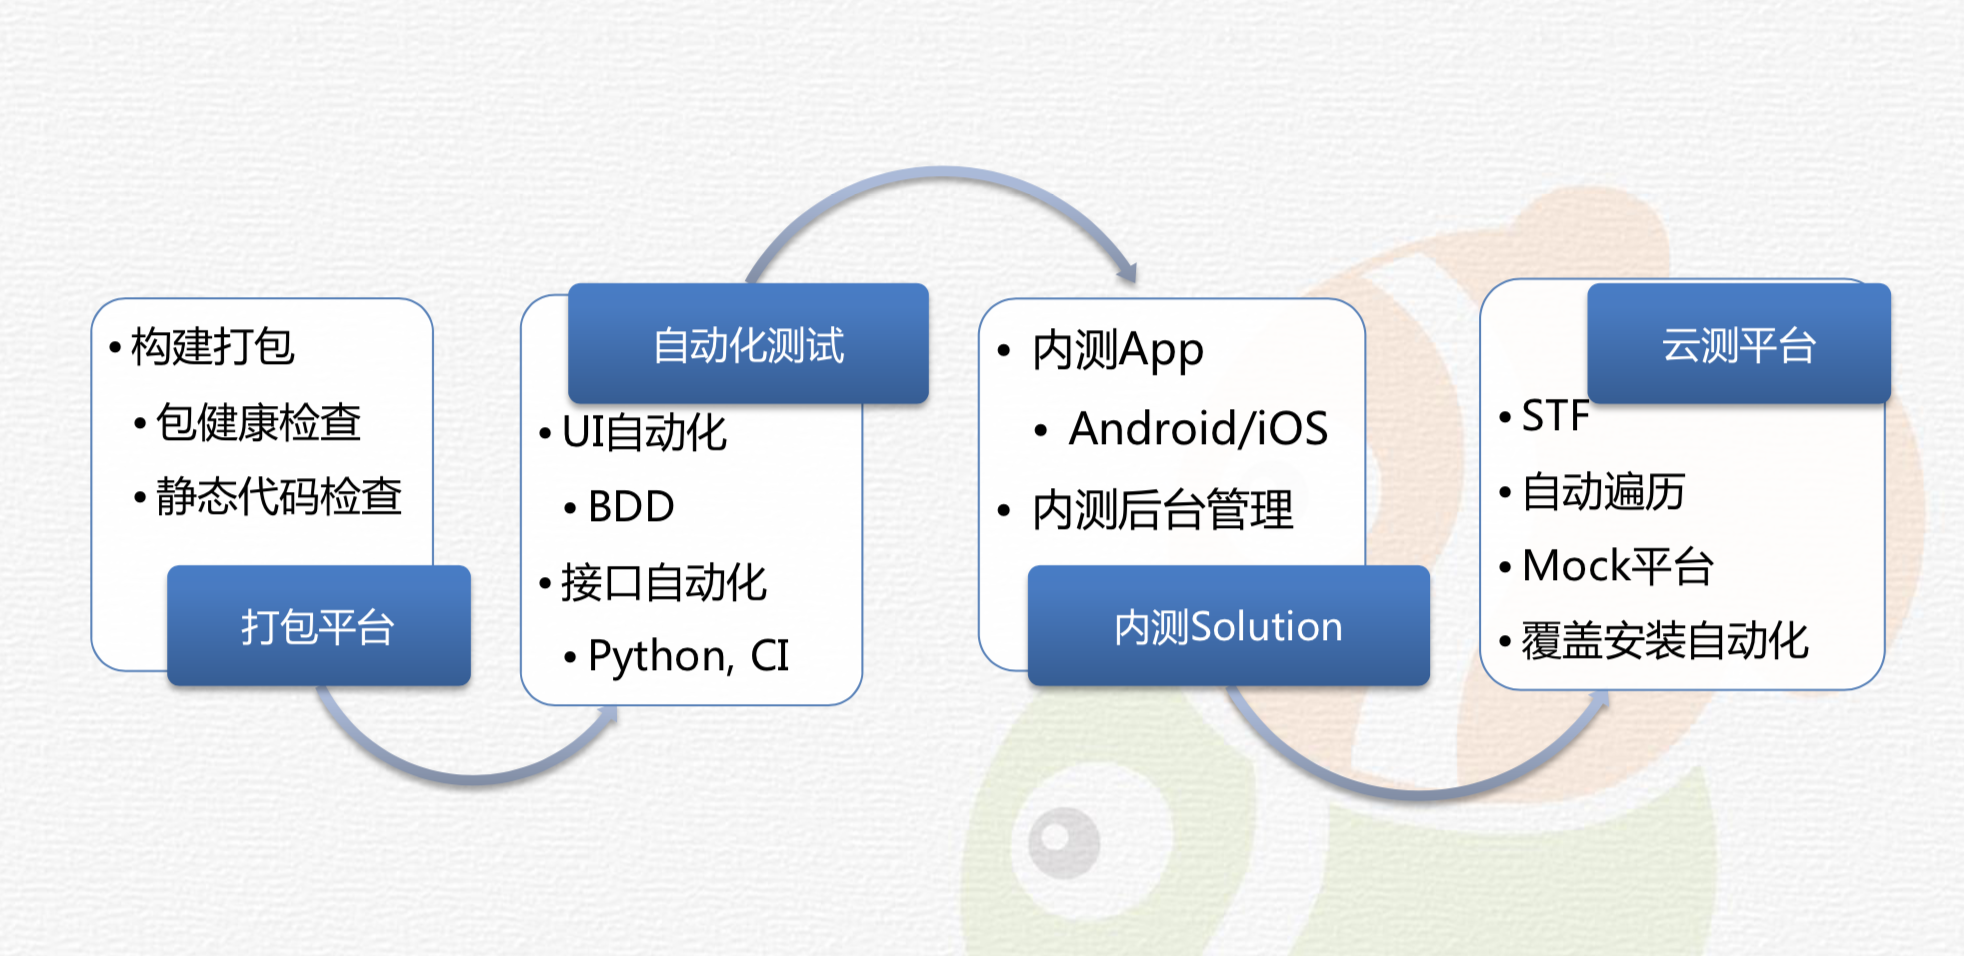 构建打包
包健康检查
静态代码检查
打包平台
自动化测试
UI自动化
BDD
接口自动化
Python, CI
内测App
Android/iOS
内测后台管理
内测Solution
云测平台
STF
自动遍历
Mock平台
覆盖安装自动化